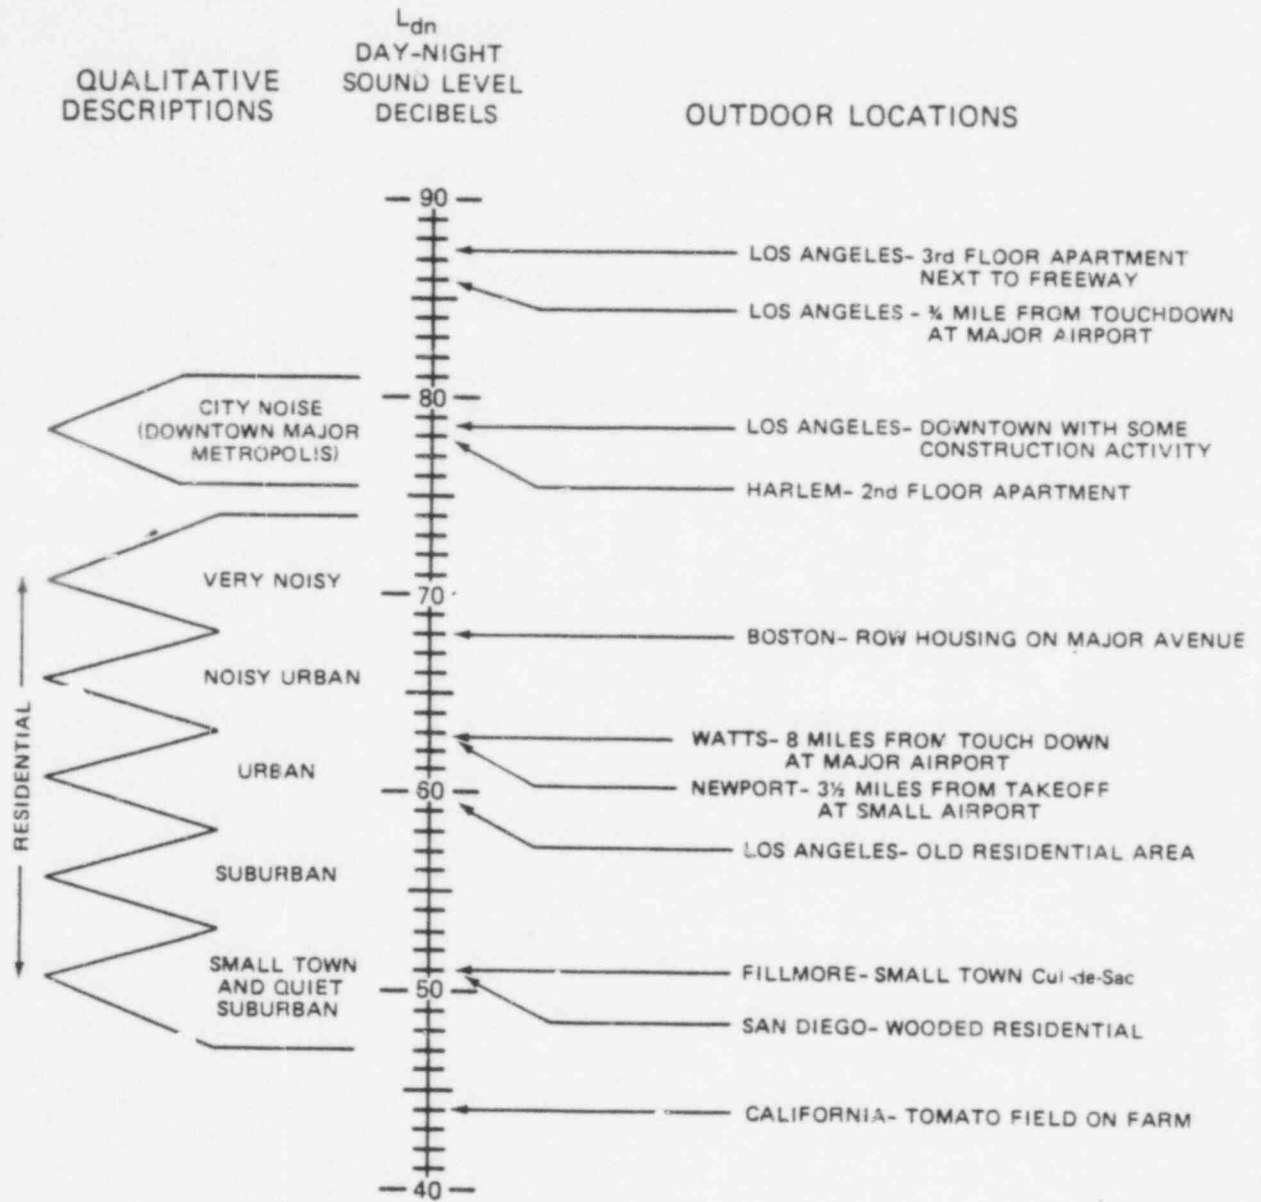 QUALITATIVE
DESCRIPTIONS
Ldn
DAY-NIGHT
SOUND LEVEL
DECIBELS
OUTDOOR LOCATIONS
90
80
70
60
50
40
CITY NOISE
(DOWNTOWN MAJOR
METROPOLIS)
VERY NOISY
NOISY URBAN
URBAN
SUBURBAN
SMALL TOWN
AND QUIET
SUBURBAN
RESIDENTIAL
LOS ANGELES- 3rd FLOOR APARTMENT
NEXT TO FREEWAY
LOS ANGELES - ¾ MILE FROM TOUCHDOWN
AT MAJOR AIRPORT
LOS ANGELES- DOWNTOWN WITH SOME
CONSTRUCTION ACTIVITY
HARLEM- 2nd FLOOR APARTMENT
BOSTON- ROW HOUSING ON MAJOR AVENUE
WATTS- 8 MILES FROM TOUCH DOWN
AT MAJOR AIRPORT
NEWPORT- 3½ MILES FROM TAKEOFF
AT SMALL AIRPORT
LOS ANGELES- OLD RESIDENTIAL AREA
FILLMORE- SMALL TOWN Cul-de-Sac
SAN DIEGO- WOODED RESIDENTIAL
CALIFORNIA- TOMATO FIELD ON FARM